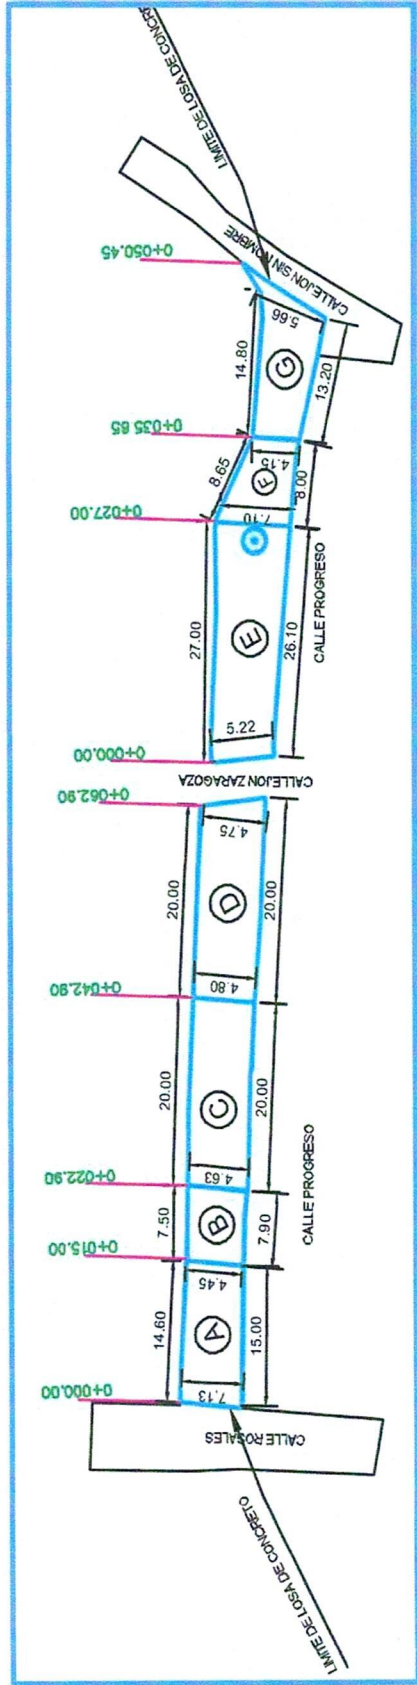 LIMITE DE LOSA DE CONCRETO
CALLE ROSALES
0+000.00
14.60
7.13
A
15.00
0+015.00
4.45
7.50
B
7.90
0+022.90
4.63
20.00
C
20.00
CALLE PROGRESO
0+042.90
4.80
20.00
D
20.00
4.75
0+062.90
CALLEJON ZARAGOZA
0+000.00
5.22
27.00
E
26.10
CALLE PROGRESO
0+027.00
7.10
8.65
F
8.00
4.15
0+035.65
14.80
G
13.20
5.66
0+050.45
CALLEJON SIN NOMBRE
LIMITE DE LOSA DE CONCRE